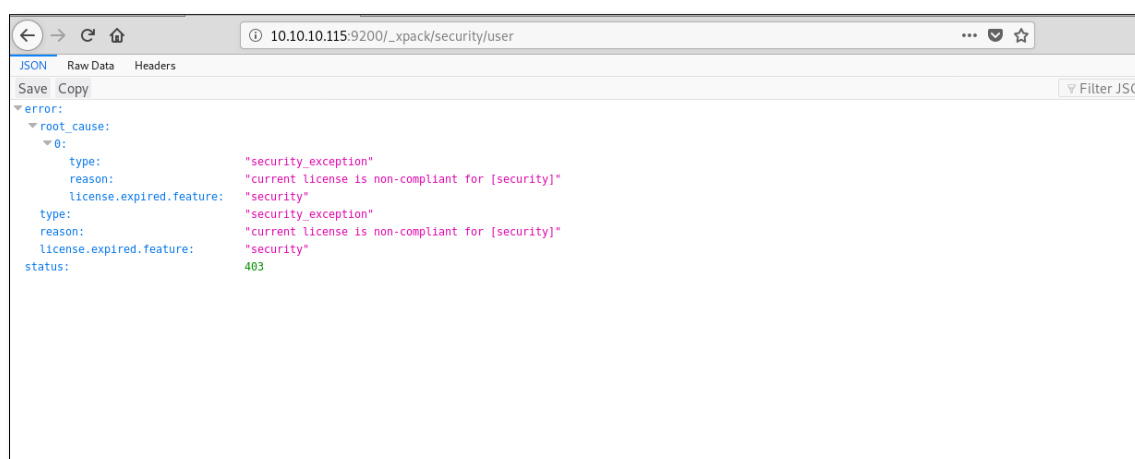 10.10.10.115:9200/_xpack/security/user
JSON Raw Data Headers
Save Copy Filter JSO
error:
root_cause:
0:
type: "security_exception"
reason: "current license is non-compliant for [security]"
license.expired.feature: "security"
type: "security_exception"
reason: "current license is non-compliant for [security]"
license.expired.feature: "security"
status: 403